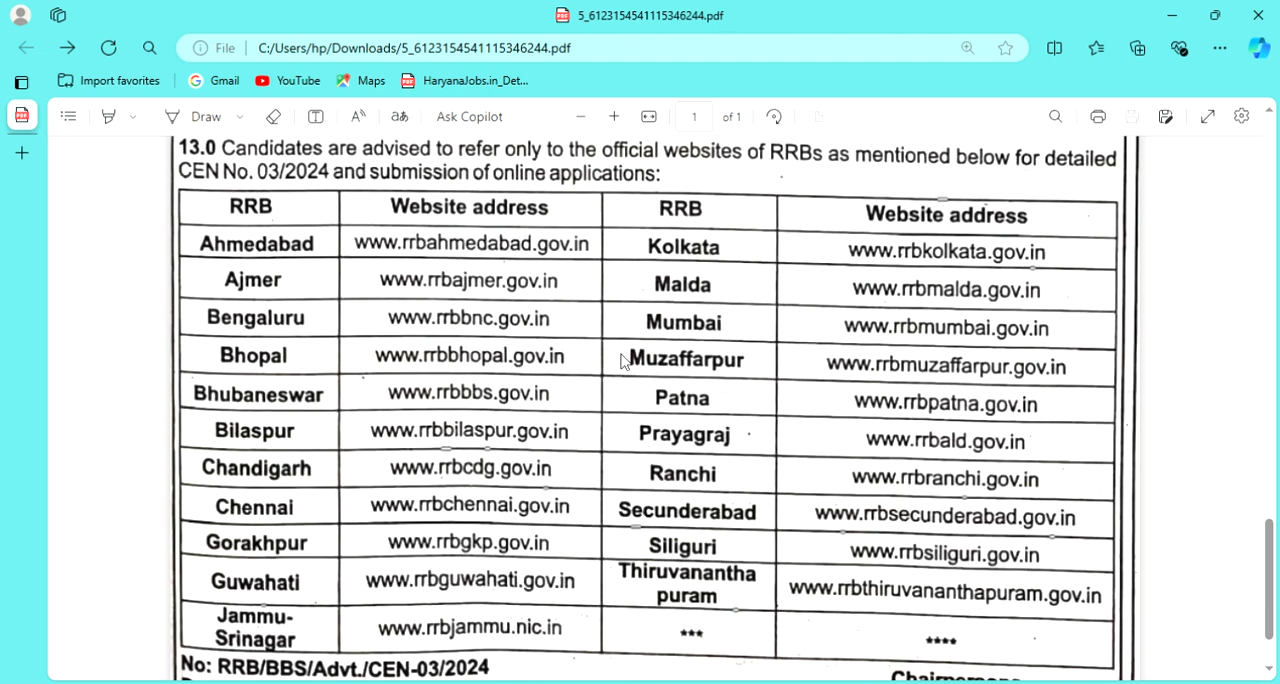 5_6123154541115346244.pdf
File C:/Users/hp/Downloads/5_6123154541115346244.pdf
Import favorites Gmail YouTube Maps HaryanaJobs.in_Det...
Draw Ask Copilot 1 of 1
13.0 Candidates are advised to refer only to the official websites of RRBs as mentioned below for detailed
CEN No. 03/2024 and submission of online applications:
RRB Website address RRB Website address
Ahmedabad www.rrbahmedabad.gov.in Kolkata www.rrbkolkata.gov.in
Ajmer www.rrbajmer.gov.in Malda www.rrbmalda.gov.in
Bengaluru www.rrbbnc.gov.in Mumbai www.rrbmumbai.gov.in
Bhopal www.rrbbhopal.gov.in Muzaffarpur www.rrbmuzaffarpur.gov.in
Bhubaneswar www.rrbbbs.gov.in Patna www.rrbpatna.gov.in
Bilaspur www.rrbbilaspur.gov.in Prayagraj www.rrbald.gov.in
Chandigarh www.rrbcdg.gov.in Ranchi www.rrbranchi.gov.in
Chennai www.rrbchennai.gov.in Secunderabad www.rrbsecunderabad.gov.in
Gorakhpur www.rrbgkp.gov.in Siliguri www.rrbsiliguri.gov.in
Guwahati www.rrbguwahati.gov.in Thiruvanantha
puram www.rrbthiruvananthapuram.gov.in
Jammu-
Srinagar www.rrbjammu.nic.in *** ****
No: RRB/BBS/Advt./CEN-03/2024